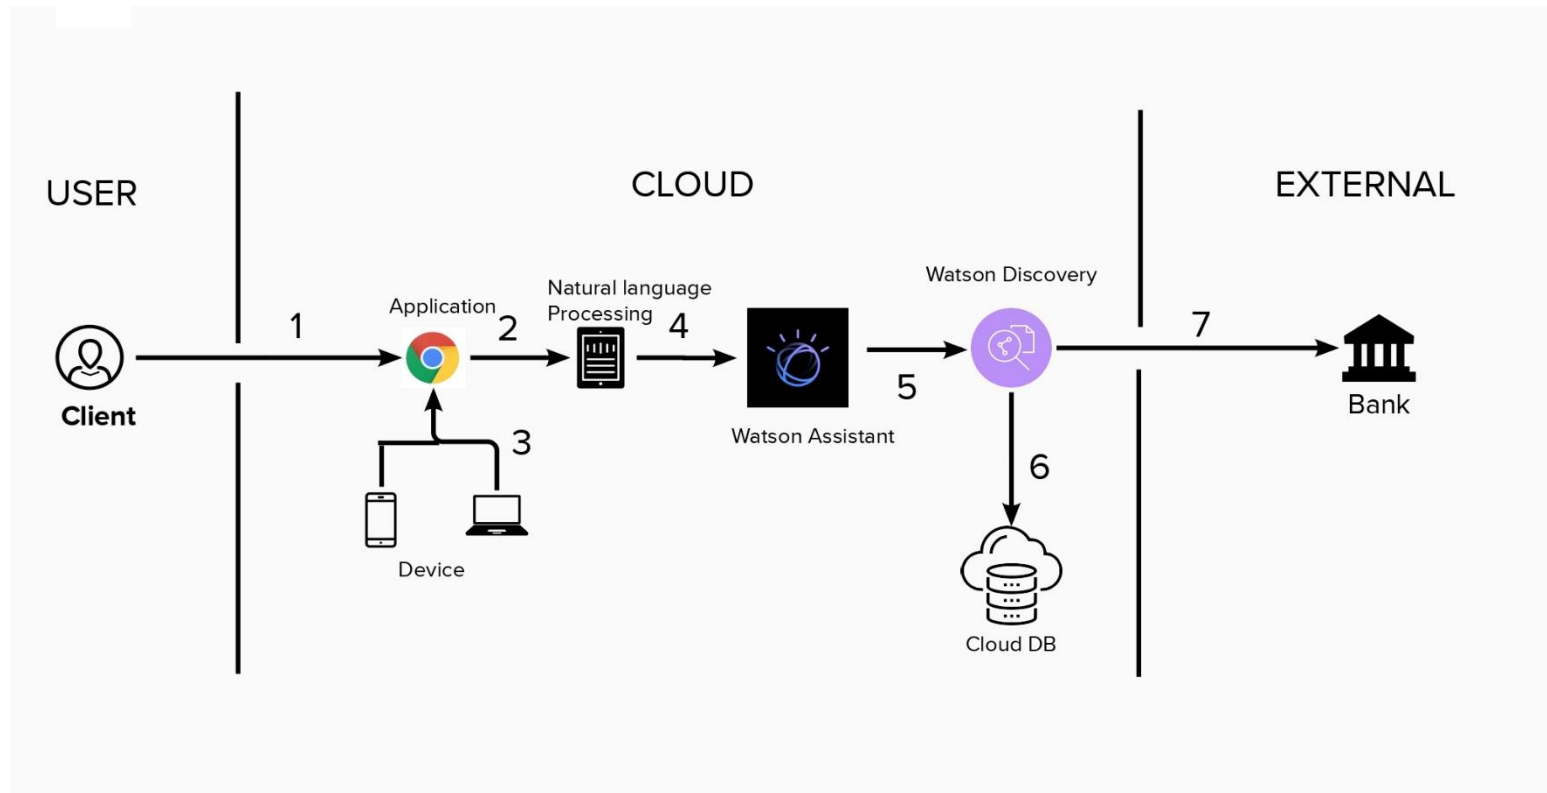 USER
CLOUD
EXTERNAL
Client
1
Application
2
3
Device
Natural language
Processing
4
Watson Assistant
5
Watson Discovery
6
Cloud DB
7
Bank